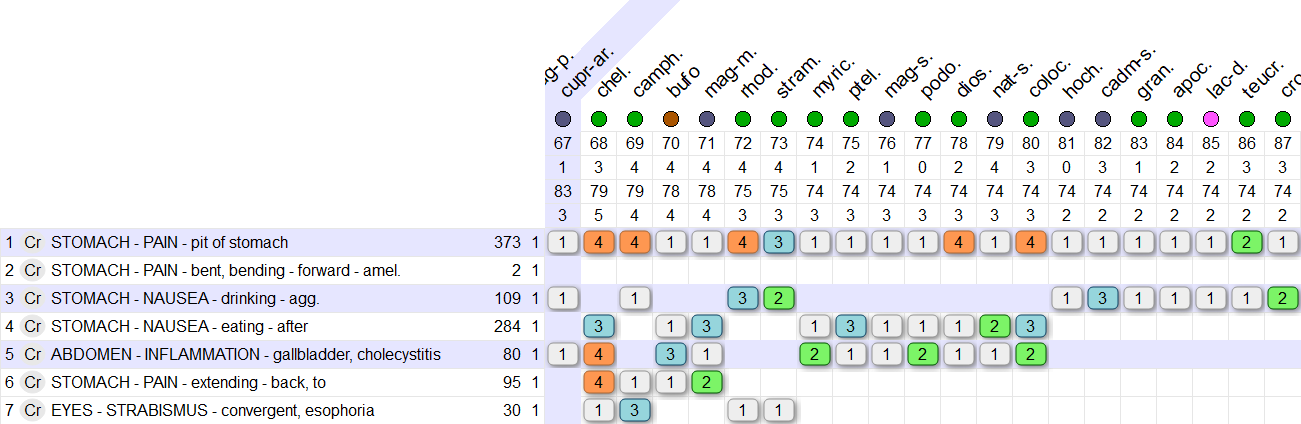 g-p. cupr-ar. chel. camph. bufo mag-m. rhod. stram. myric. ptel. mag-s. podo. dios. nat-s. coloc. hoch. cadm-s. gran. apoc. lac-d. teucr. cro
67 68 69 70 71 72 73 74 75 76 77 78 79 80 81 82 83 84 85 86 87
1 3 4 4 4 4 4 1 2 1 0 2 4 3 0 3 1 2 2 3 3
83 79 79 78 78 75 75 74 74 74 74 74 74 74 74 74 74 74 74 74 74
3 5 4 4 4 3 3 3 3 3 3 3 3 3 2 2 2 2 2 2 2
1 Cr STOMACH - PAIN - pit of stomach 373 1 1 4 4 1 1 4 3 1 1 1 1 4 1 4 1 1 1 1 1 2 1
2 Cr STOMACH - PAIN - bent, bending - forward - amel. 2 1
3 Cr STOMACH - NAUSEA - drinking - agg. 109 1 1 1 3 2 1 3 1 1 1 1 2
4 Cr STOMACH - NAUSEA - eating - after 284 1 3 1 3 1 3 1 1 1 2 3
5 Cr ABDOMEN - INFLAMMATION - gallbladder, cholecystitis 80 1 1 4 3 1 2 1 1 2 1 1 2
6 Cr STOMACH - PAIN - extending - back, to 95 1 4 1 1 2
7 Cr EYES - STRABISMUS - convergent, esophoria 30 1 1 3 1 1